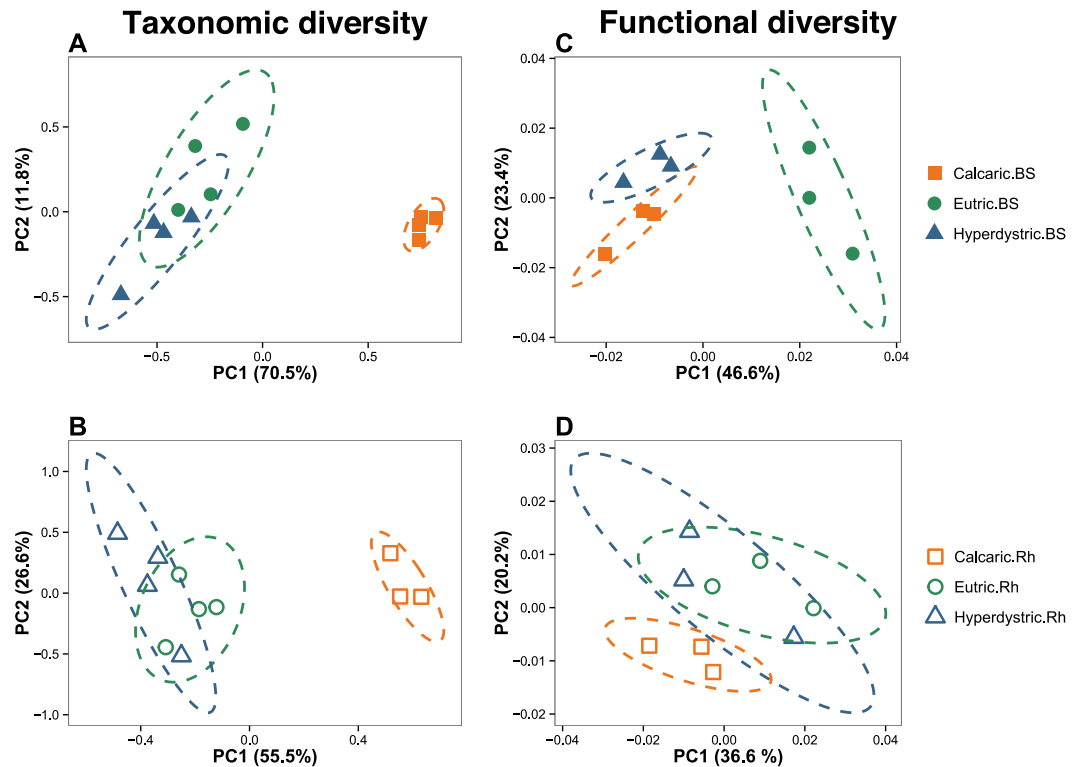 Taxonomic diversity
Functional diversity
A
0.5
0.0
−0.5
PC2 (11.8%)
−0.5
0.0
0.5
PC1 (70.5%)
C
0.04
0.02
0.00
−0.02
−0.04
PC2 (23.4%)
−0.02
0.00
0.02
0.04
PC1 (46.6%)
Calcaric.BS
Eutric.BS
Hyperdystric.BS
B
1.0
0.5
0.0
−0.5
−1.0
PC2 (26.6%)
−0.4
0.0
0.4
PC1 (55.5%)
D
0.03
0.02
0.01
0.00
−0.01
−0.02
PC2 (20.2%)
−0.04
−0.02
0.00
0.02
0.04
PC1 (36.6 %)
Calcaric.Rh
Eutric.Rh
Hyperdystric.Rh